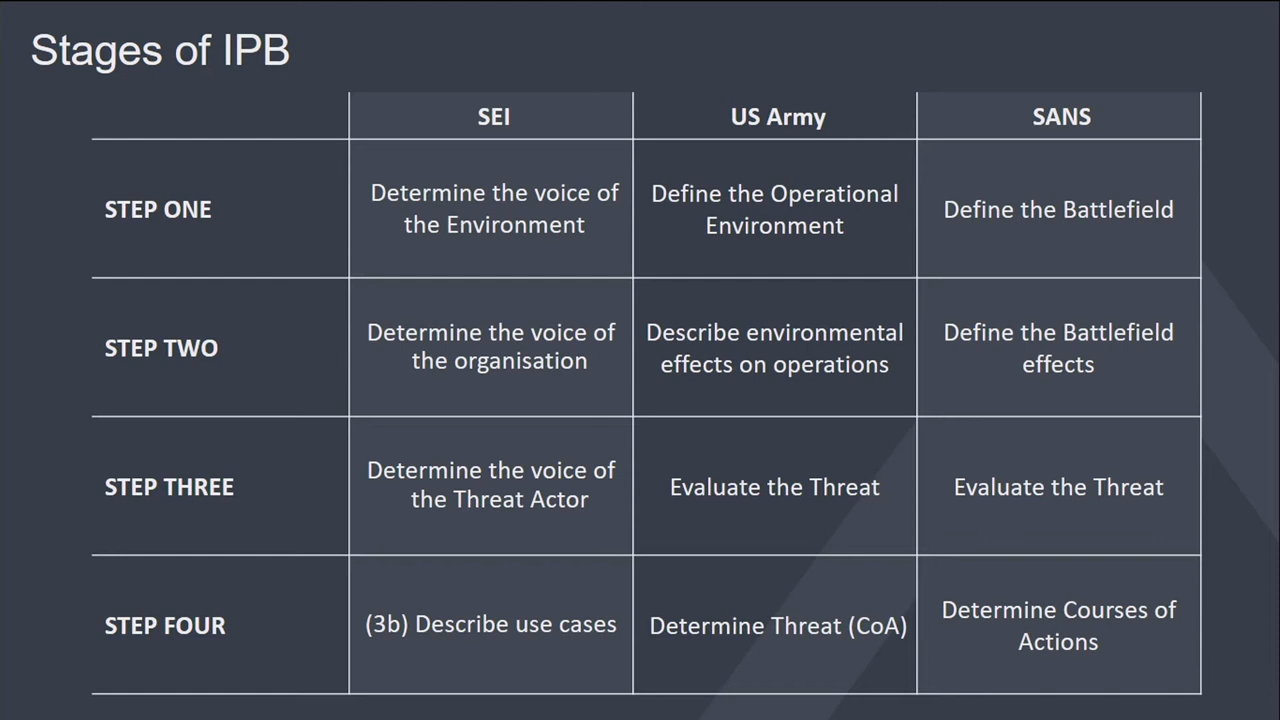 Stages of IPB
SEI
US Army
SANS
STEP ONE
Determine the voice of
the Environment
Define the Operational
Environment
Define the Battlefield
STEP TWO
Determine the voice of
the organisation
Describe environmental
effects on operations
Define the Battlefield
effects
STEP THREE
Determine the voice of
the Threat Actor
Evaluate the Threat
Evaluate the Threat
STEP FOUR
(3b) Describe use cases
Determine Threat (CoA)
Determine Courses of
Actions